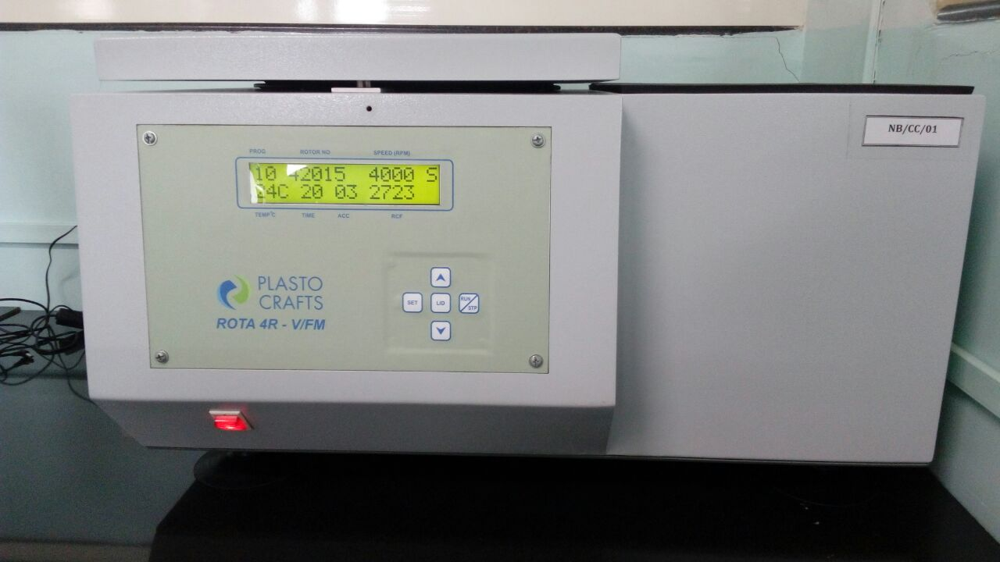 NB/CC/01
PROG ROTOR NO SPEED (RPM)
10 42015 4000 S
24C 20 03 2723
TEMP°C TIME ACC RCF
PLASTO
CRAFTS
ROTA 4R - V/FM
SET LID RUN/STP